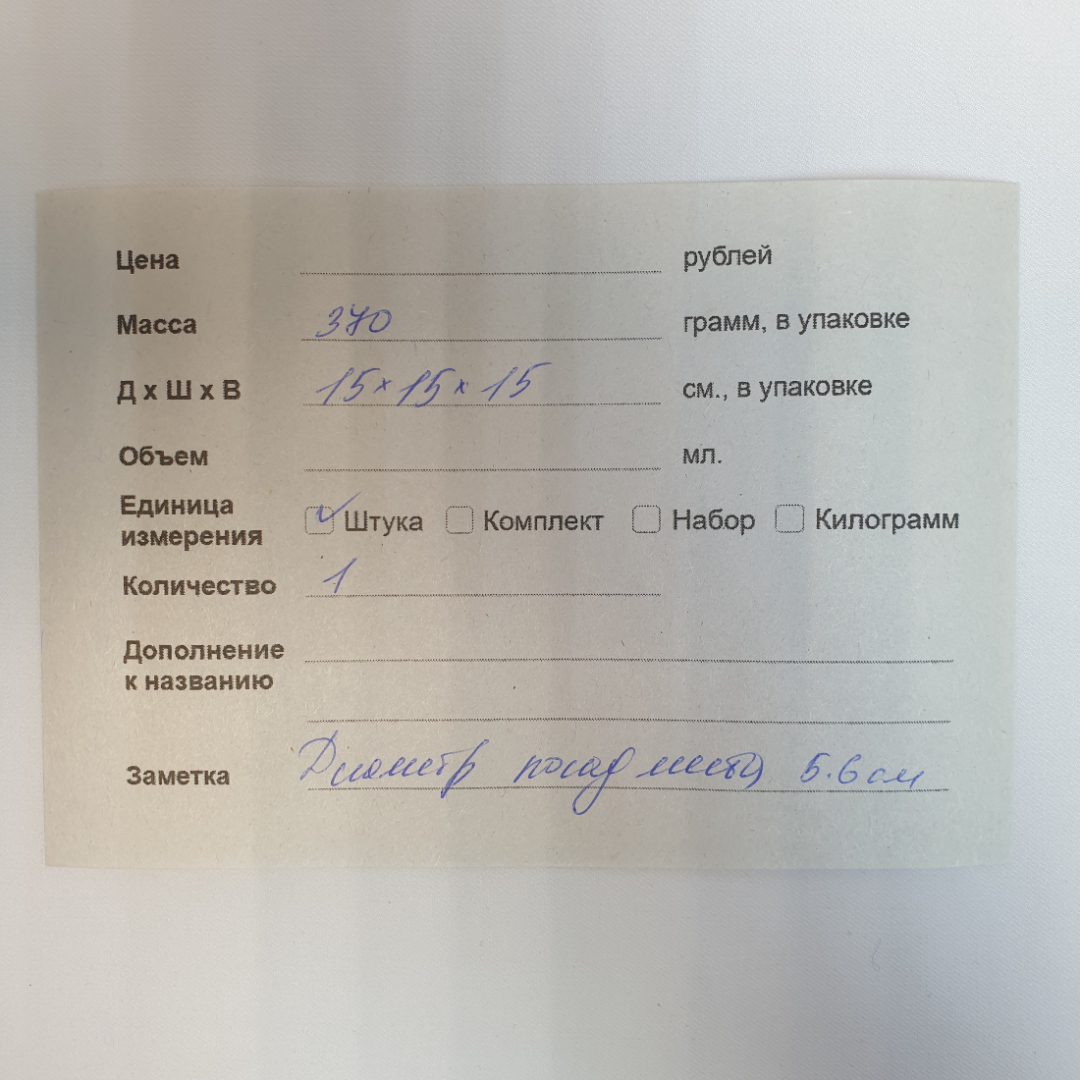 Цена рублей
Масса 370 грамм, в упаковке
Д х Ш х В 15×15×15 см., в упаковке
Объем мл.
Единица
измерения ✓ Штука Комплект Набор Килограмм
Количество 1
Дополнение
к названию
Заметка Диаметр посад места 5.6 см